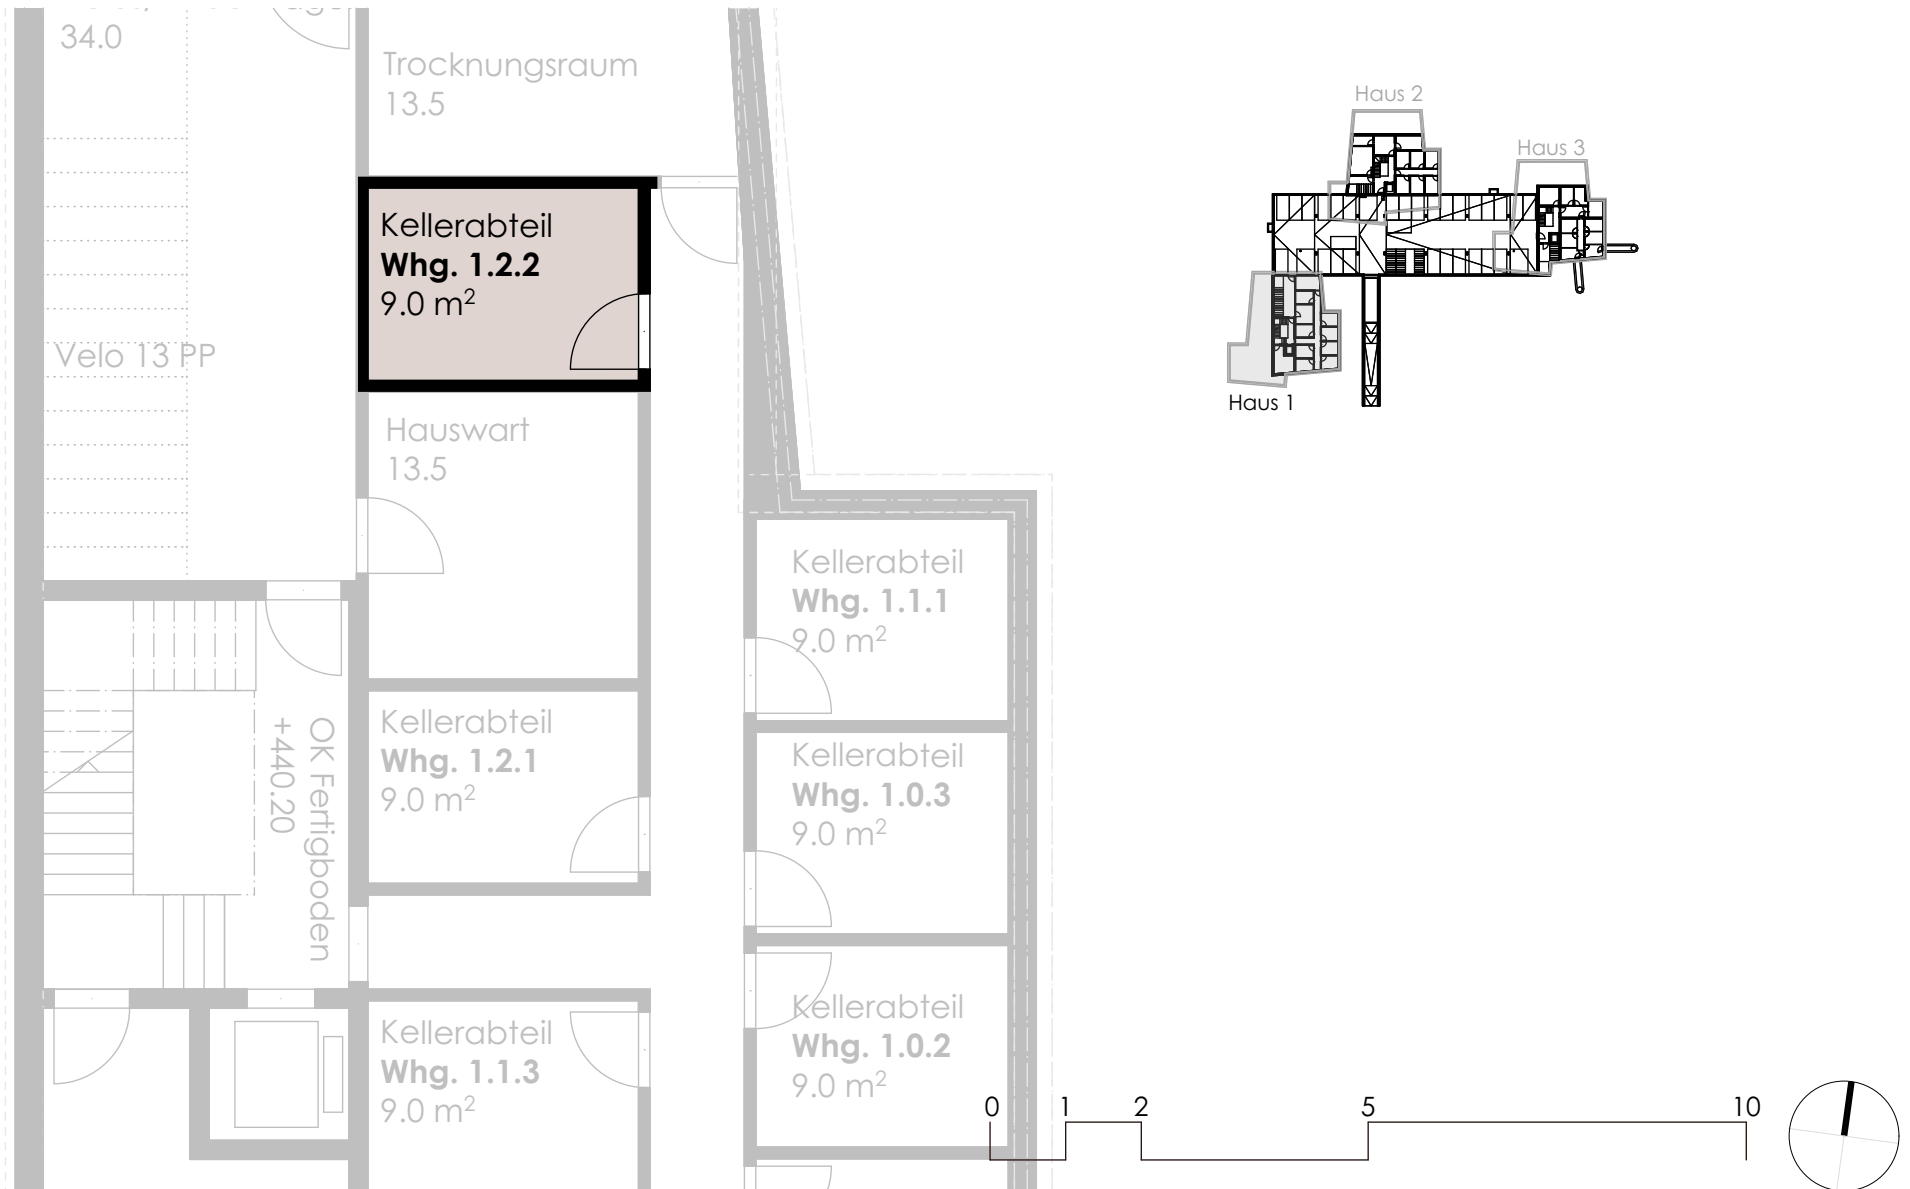 34.0
Trocknungsraum
13.5
Kellerabteil
Whg. 1.2.2
9.0 m²
Velo 13 PP
Hauswart
13.5
Kellerabteil
Whg. 1.1.1
9.0 m²
Kellerabteil
Whg. 1.2.1
9.0 m²
OK Fertigboden
+440.20
Kellerabteil
Whg. 1.0.3
9.0 m²
Kellerabteil
Whg. 1.1.3
9.0 m²
Kellerabteil
Whg. 1.0.2
9.0 m²
Haus 2
Haus 3
Haus 1
0 1 2 5 10